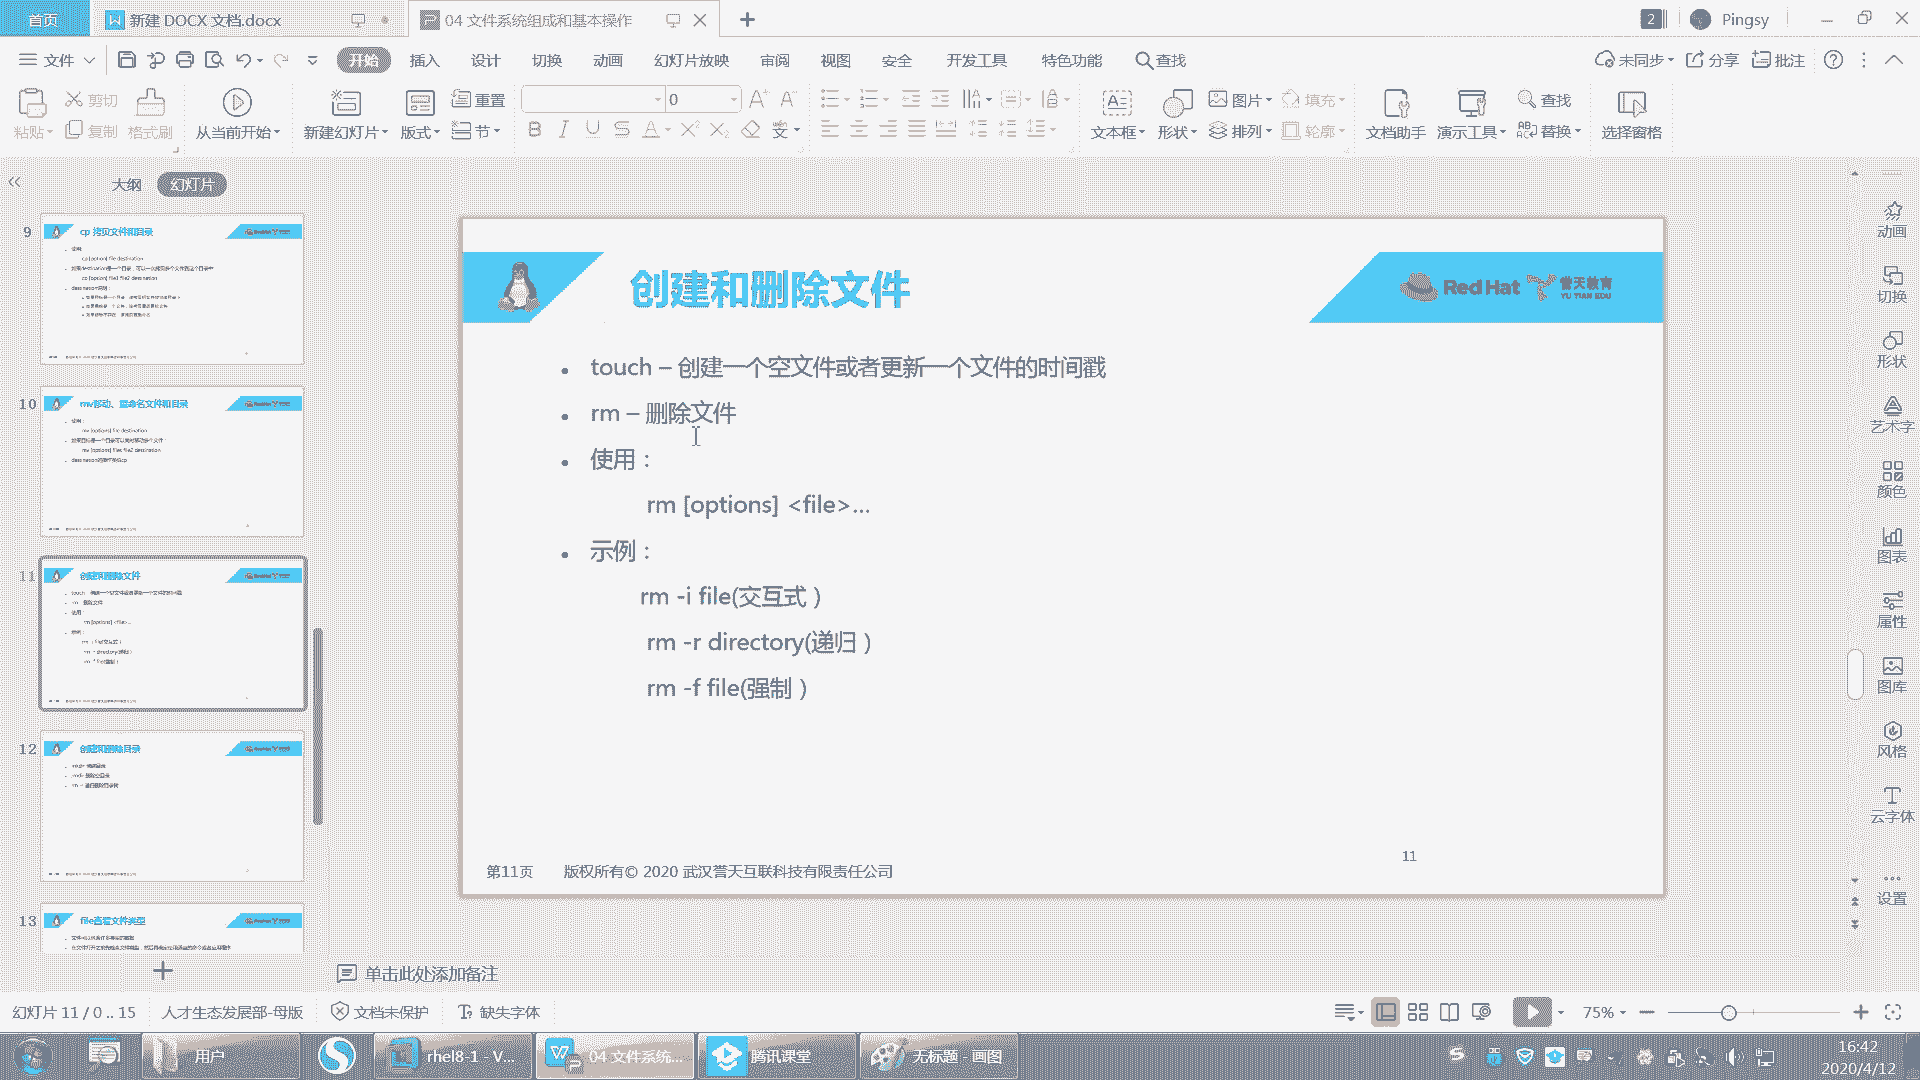 首页
新建 DOCX 文档.docx
04 文件系统组成和基本操作
2
Pingsy
文件
开始
插入
设计
切换
动画
幻灯片放映
审阅
视图
安全
开发工具
特色功能
查找
未同步
分享
批注
粘贴
剪切
复制
格式刷
从当前开始
新建幻灯片
版式
重置
节
0
文本框
形状
图片
排列
填充
轮廓
文档助手
演示工具
查找
替换
选择窗格
大纲
幻灯片
9
cp 拷贝文件和目录
10
mv移动、重命名文件和目录
11
创建和删除文件
12
创建和删除目录
13
file查看文件类型
创建和删除文件
Red Hat
誉天教育
YU TIAN EDU
• touch – 创建一个空文件或者更新一个文件的时间戳
• rm – 删除文件
• 使用：
rm [options] <file>...
• 示例：
rm -i file(交互式 )
rm -r directory(递归 )
rm -f file(强制 )
第11页
版权所有© 2020 武汉誉天互联科技有限责任公司
11
动画
切换
形状
艺术字
颜色
图表
属性
图库
风格
云字体
设置
单击此处添加备注
幻灯片 11 / 0 .. 15
人才生态发展部-母版
文档未保护
缺失字体
75%
用户
rhel8-1 - V...
04 文件系统...
腾讯课堂
无标题 - 画图
16:42
2020/4/12